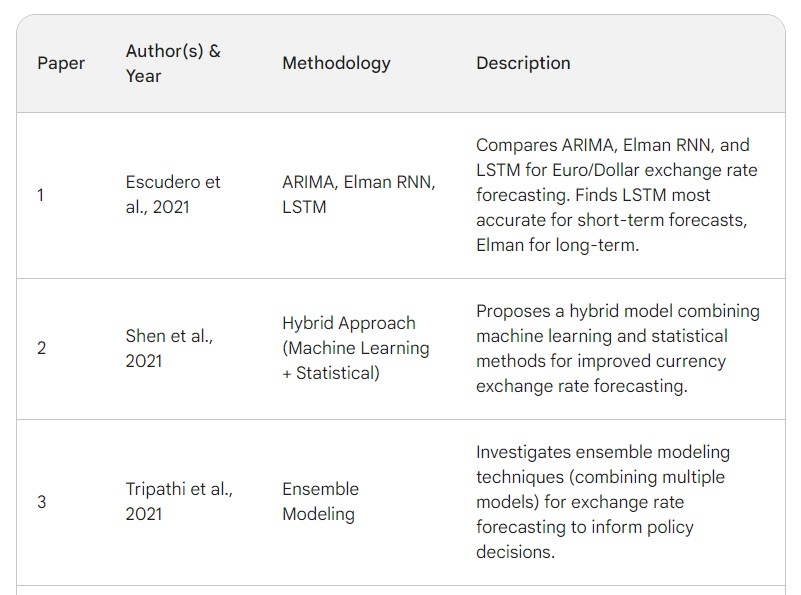 Paper
Author(s) &
Year
Methodology
Description
1
Escudero et
al., 2021
ARIMA, Elman RNN,
LSTM
Compares ARIMA, Elman RNN, and
LSTM for Euro/Dollar exchange rate
forecasting. Finds LSTM most
accurate for short-term forecasts,
Elman for long-term.
2
Shen et al.,
2021
Hybrid Approach
(Machine Learning
+ Statistical)
Proposes a hybrid model combining
machine learning and statistical
methods for improved currency
exchange rate forecasting.
3
Tripathi et al.,
2021
Ensemble
Modeling
Investigates ensemble modeling
techniques (combining multiple
models) for exchange rate
forecasting to inform policy
decisions.